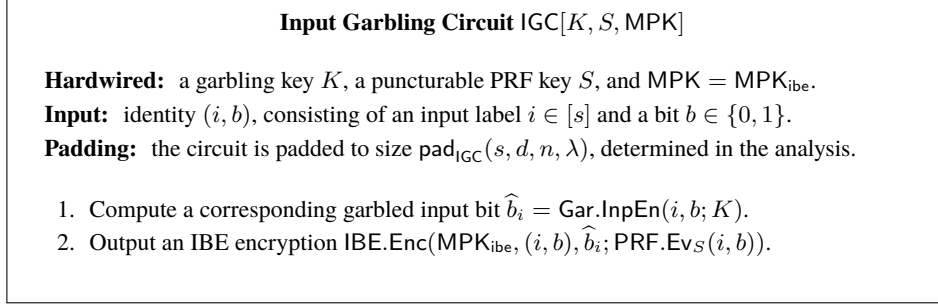 Input Garbling Circuit IGC[K, S, MPK]
Hardwired: a garbling key K, a puncturable PRF key S, and MPK = MPK_ibe.
Input: identity (i, b), consisting of an input label i ∈ [s] and a bit b ∈ {0, 1}.
Padding: the circuit is padded to size pad_IGC(s, d, n, λ), determined in the analysis.
1. Compute a corresponding garbled input bit b̂_i = Gar.InpEn(i, b; K).
2. Output an IBE encryption IBE.Enc(MPK_ibe, (i, b), b̂_i; PRF.Ev_S(i, b)).